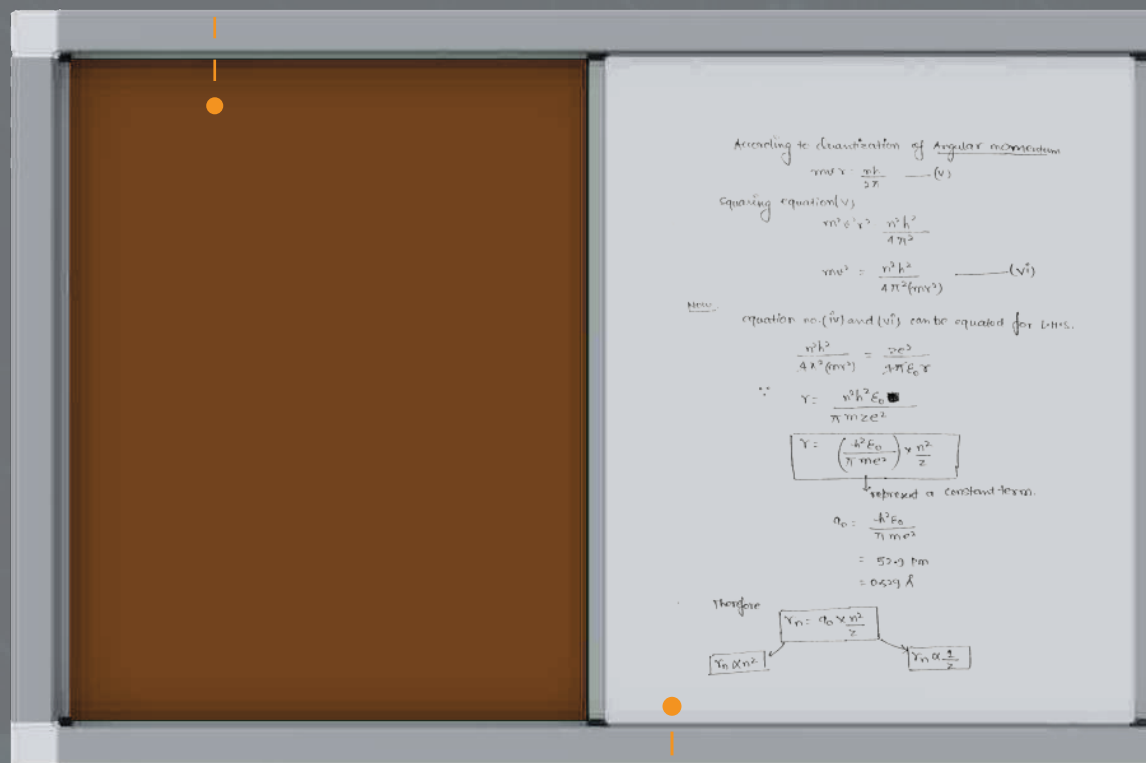 According to Quantization of Angular momentum
mvr = nh/2π —(v)
squaring equation(v)
m²v²r² n²h²/4π²
mv² = n²h²/4π²(mr²) —(vi)
Now
equation no.(iv) and (vi) can be equated for L.H.S.
n²h²/4π²(mr²) = ze²/4πε₀r
∵ r = n²h²ε₀/πmze²
r = (h²ε₀/πme²) × n²/z
↓ represent a constant term.
a₀ = h²ε₀/πme²
= 52.9 pm
= 0.529 Å
Therefore
rₙ = a₀ × n²/z
rₙ ∝ n² rₙ ∝ 1/z